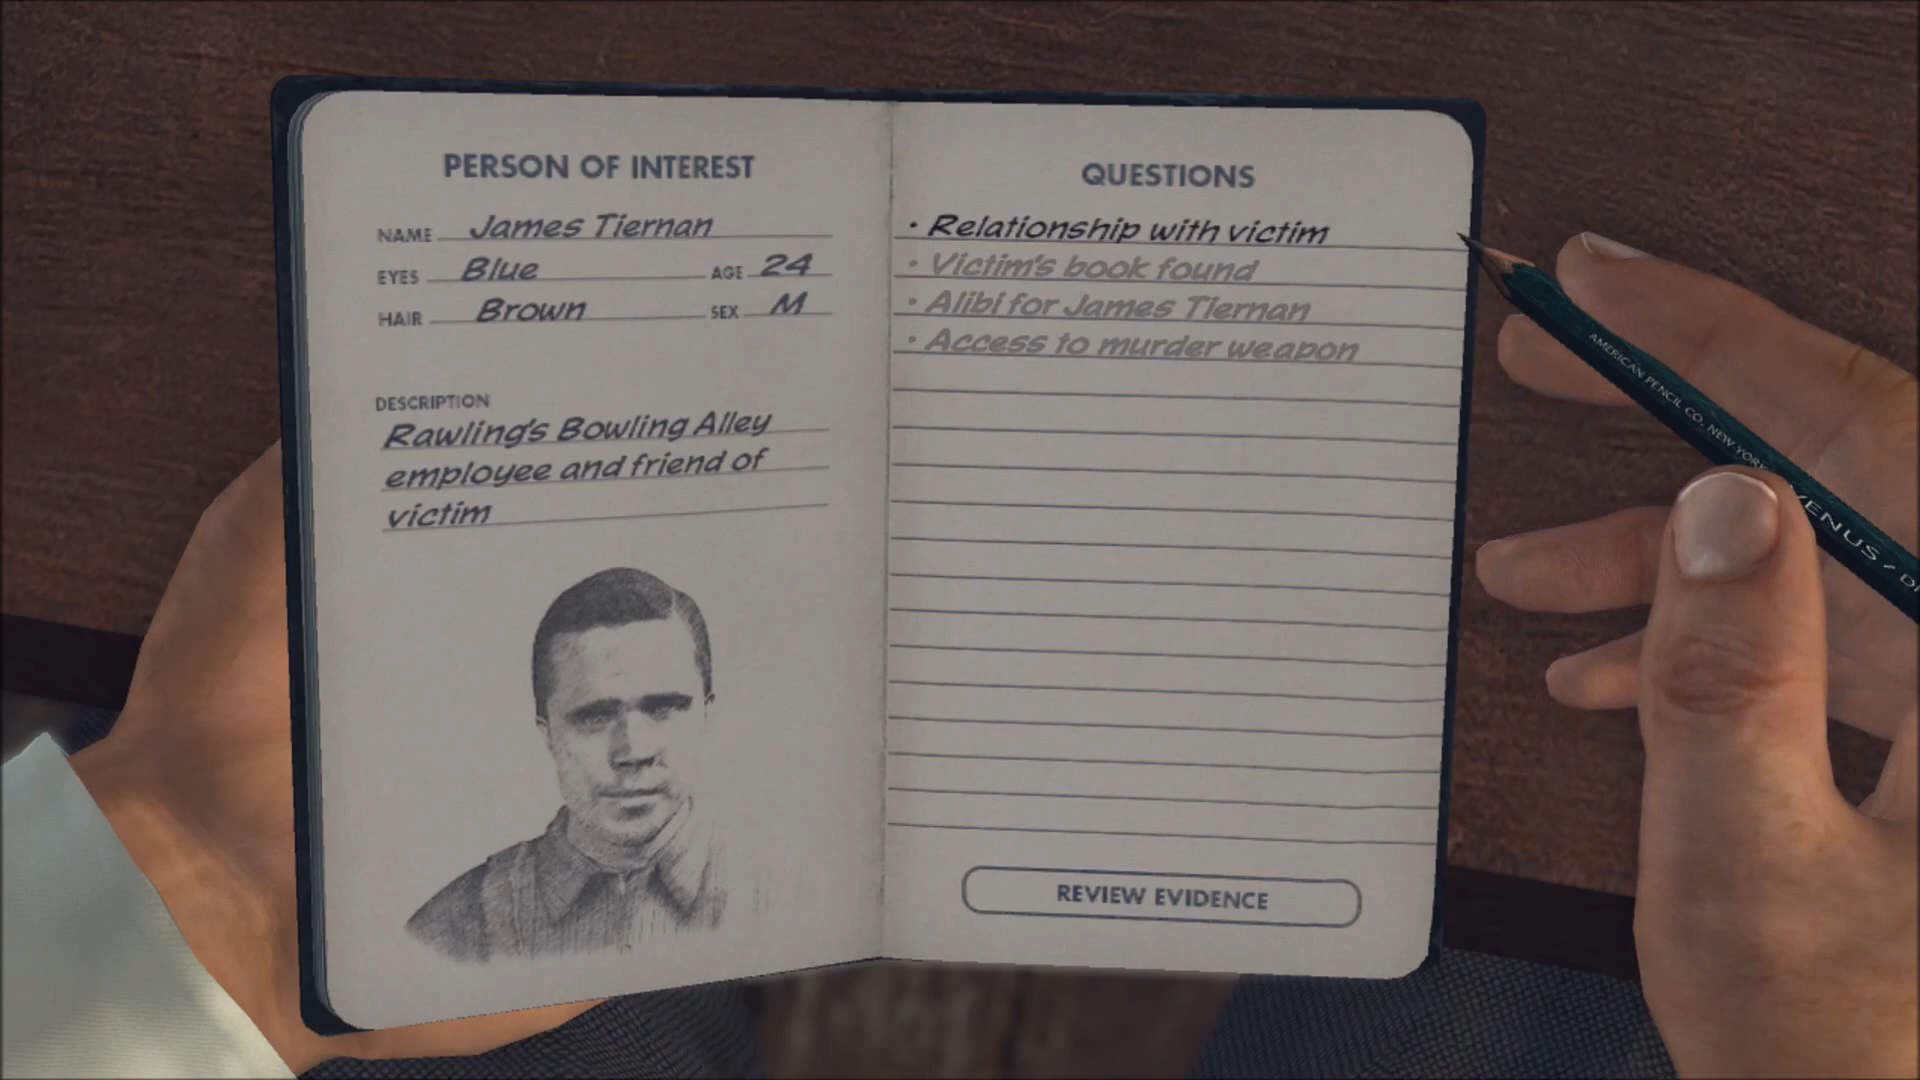 PERSON OF INTEREST
NAME James Tiernan
EYES Blue AGE 24
HAIR Brown SEX M
DESCRIPTION
Rawling's Bowling Alley
employee and friend of
victim
QUESTIONS
• Relationship with victim
• Victim's book found
• Alibi for James Tiernan
• Access to murder weapon
REVIEW EVIDENCE
AMERICAN PENCIL CO. NEW YORK
VENUS /